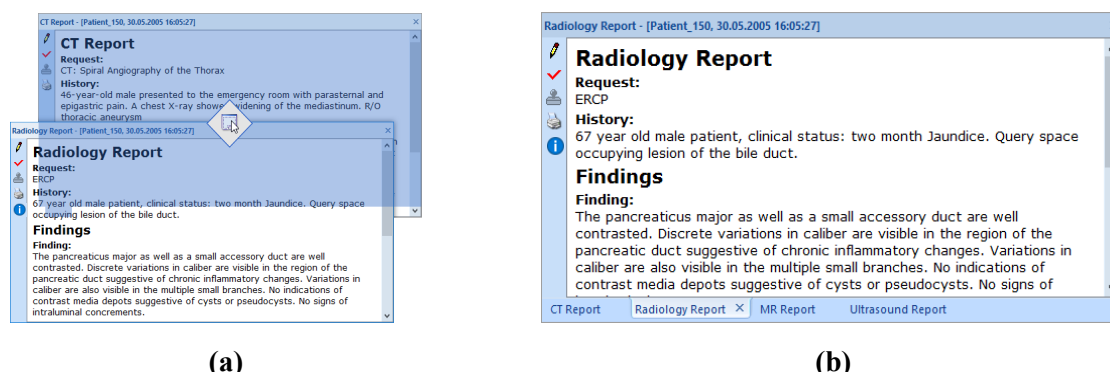 CT Report - [Patient_150, 30.05.2005 16:05:27]
CT Report
Request:
CT: Spiral Angiography of the Thorax
History:
46-year-old male presented to the emergency room with parasternal and
epigastric pain. A chest X-ray showed widening of the mediastinum. R/O
thoracic aneurysm
Radiology Report - [Patient_150, 30.05.2005 16:05:27]
Radiology Report
Request:
ERCP
History:
67 year old male patient, clinical status: two month Jaundice. Query space
occupying lesion of the bile duct.
Findings
Finding:
The pancreaticus major as well as a small accessory duct are well
contrasted. Discrete variations in caliber are visible in the region of the
pancreatic duct suggestive of chronic inflammatory changes. Variations in
caliber are also visible in the multiple small branches. No indications of
contrast media depots suggestive of cysts or pseudocysts. No signs of
intraluminal concrements.
(a)
Radiology Report - [Patient_150, 30.05.2005 16:05:27]
Radiology Report
Request:
ERCP
History:
67 year old male patient, clinical status: two month Jaundice. Query space
occupying lesion of the bile duct.
Findings
Finding:
The pancreaticus major as well as a small accessory duct are well
contrasted. Discrete variations in caliber are visible in the region of the
pancreatic duct suggestive of chronic inflammatory changes. Variations in
caliber are also visible in the multiple small branches. No indications of
contrast media depots suggestive of cysts or pseudocysts. No signs of
CT Report Radiology Report MR Report Ultrasound Report
(b)